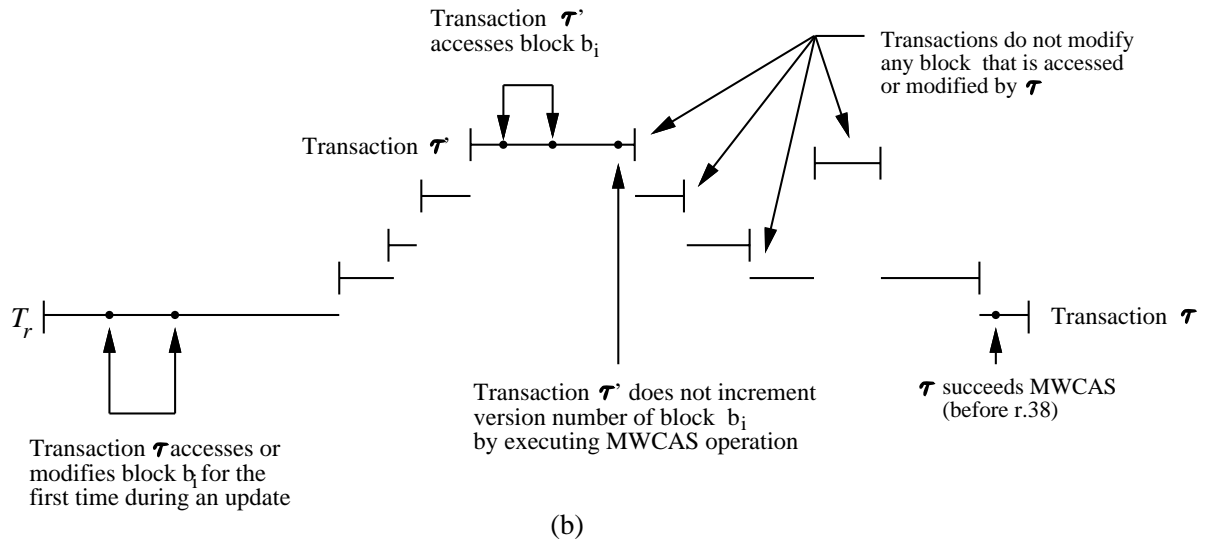 Transaction τ'
accesses block bi
Transactions do not modify
any block that is accessed
or modified by τ
Transaction τ'
Tr
Transaction τ
Transaction τ' does not increment
version number of block bi
by executing MWCAS operation
τ succeeds MWCAS
(before r.38)
Transaction τ accesses or
modifies block bi for the
first time during an update
(b)